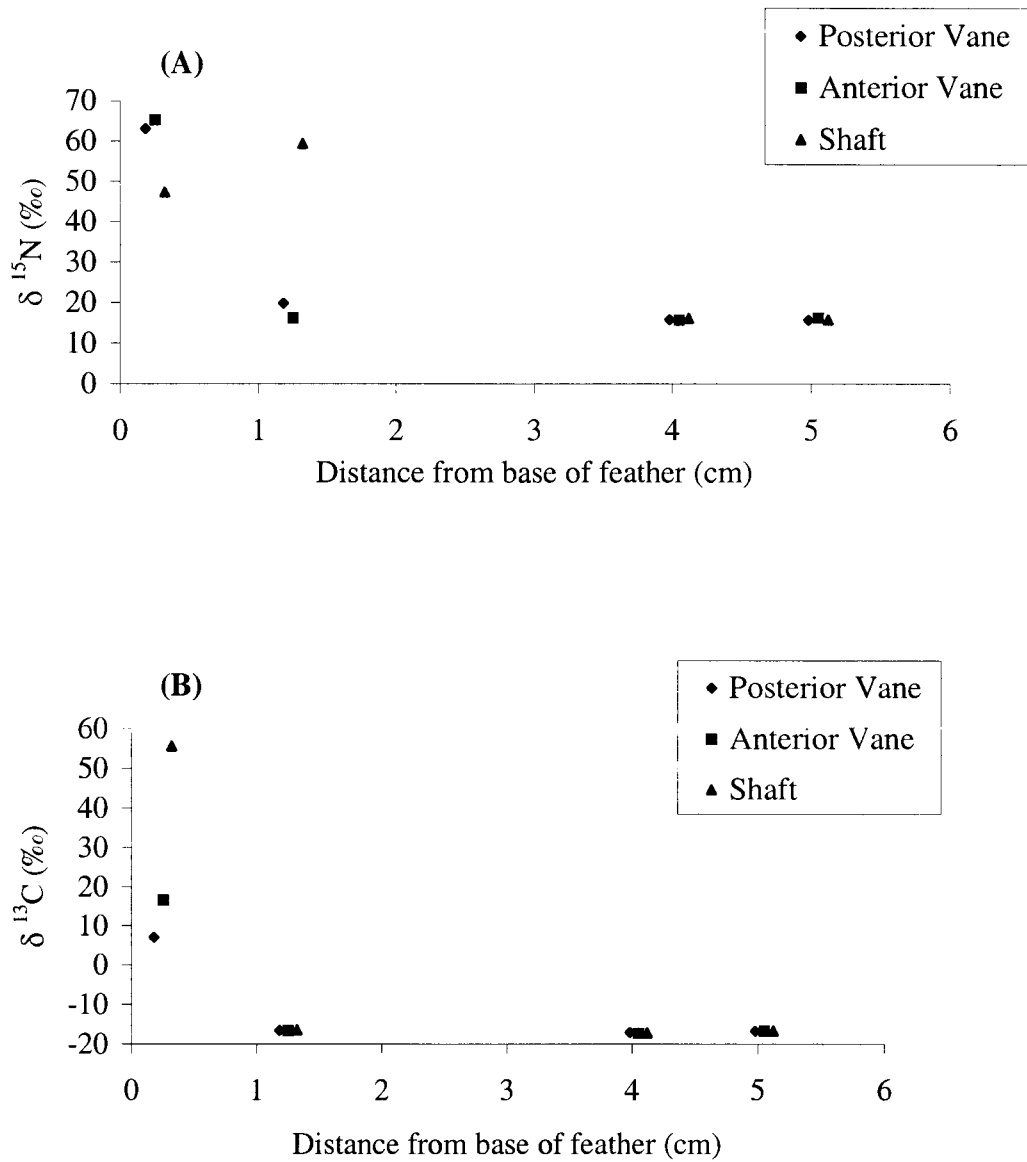 Posterior Vane
Anterior Vane
Shaft
(A)
70
60
50
40
30
20
10
0
δ ¹⁵N (‰)
0 1 2 3 4 5 6
Distance from base of feather (cm)
(B)
Posterior Vane
Anterior Vane
Shaft
60
50
40
30
20
10
0
-10
-20
δ ¹³C (‰)
0 1 2 3 4 5 6
Distance from base of feather (cm)